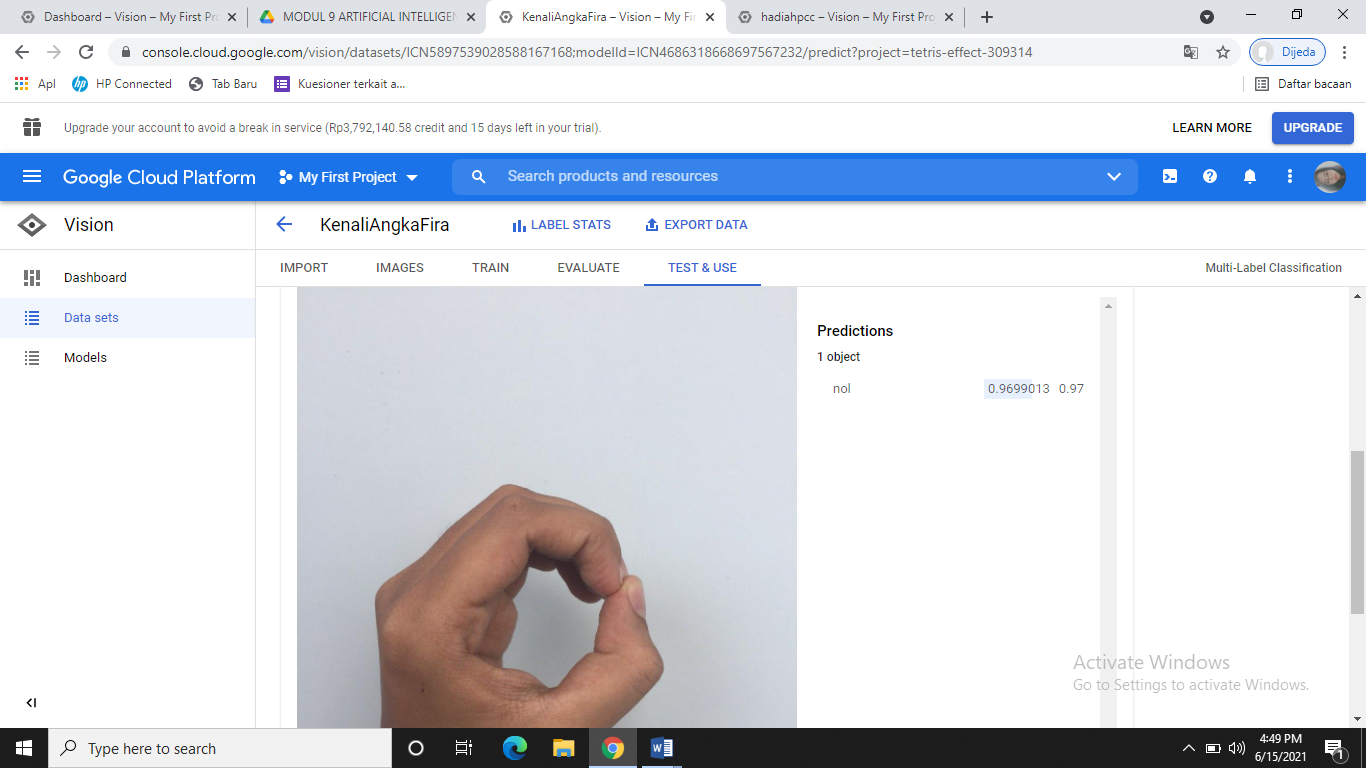 Dashboard – Vision – My First Pr
MODUL 9 ARTIFICIAL INTELLIGEN
KenaliAngkaFira – Vision – My Fir
hadiahpcc – Vision – My First Pro
console.cloud.google.com/vision/datasets/ICN5897539028588167168;modelId=ICN4686318668697567232/predict?project=tetris-effect-309314
Dijeda
Apl
HP Connected
Tab Baru
Kuesioner terkait a...
Daftar bacaan
Upgrade your account to avoid a break in service (Rp3,792,140.58 credit and 15 days left in your trial).
LEARN MORE
UPGRADE
Google Cloud Platform
My First Project
Search products and resources
Vision
KenaliAngkaFira
LABEL STATS
EXPORT DATA
Dashboard
Data sets
Models
IMPORT
IMAGES
TRAIN
EVALUATE
TEST & USE
Multi-Label Classification
Predictions
1 object
nol 0.9699013 0.97
Activate Windows
Go to Settings to activate Windows.
Type here to search
4:49 PM
6/15/2021
1